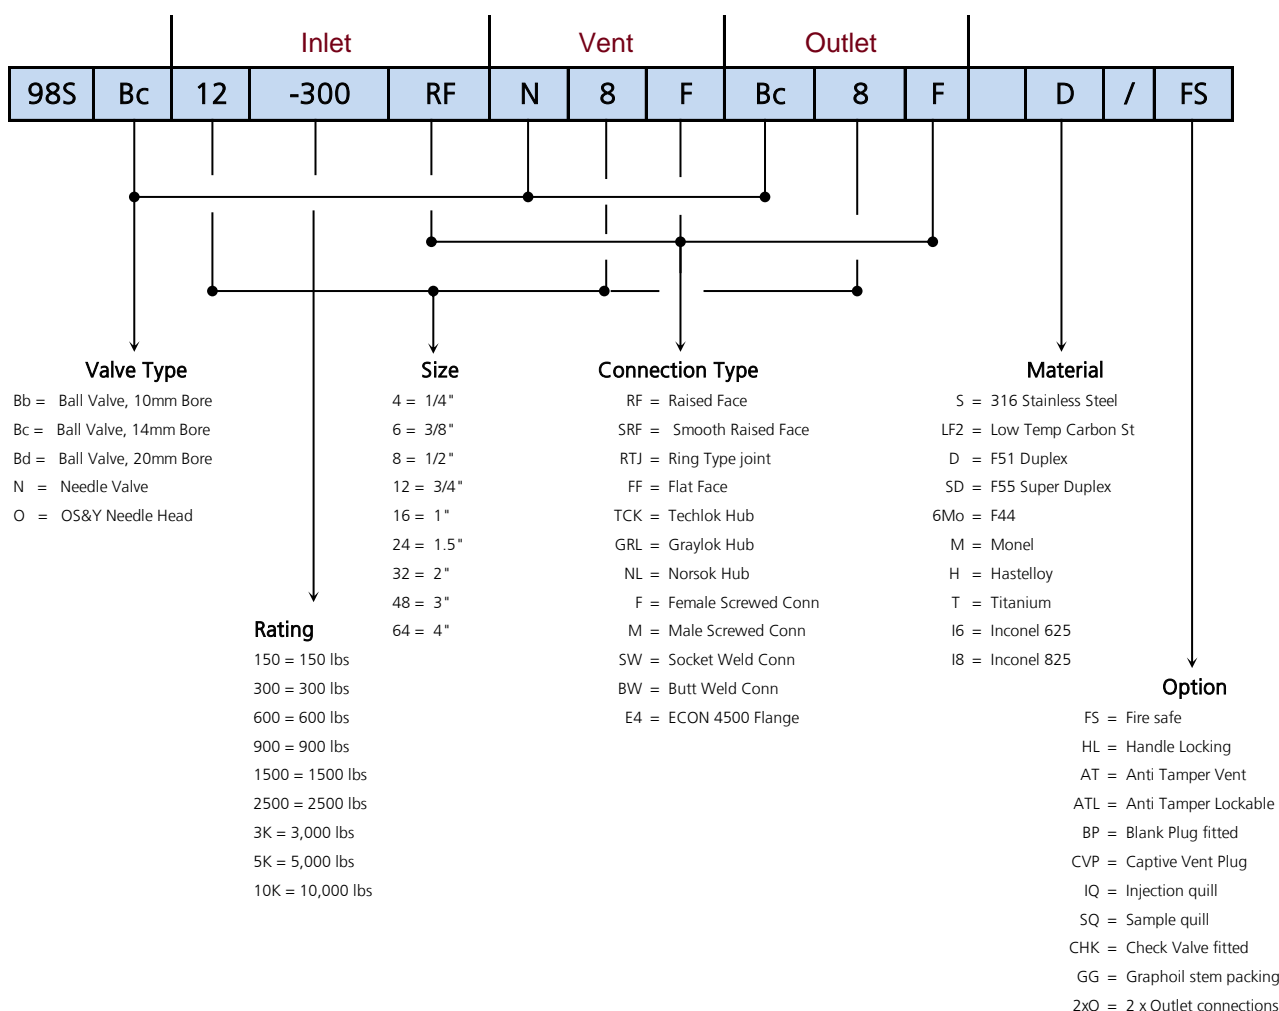 Inlet Vent Outlet
98S Bc 12 -300 RF N 8 F Bc 8 F D / FS
Valve Type
Bb = Ball Valve, 10mm Bore
Bc = Ball Valve, 14mm Bore
Bd = Ball Valve, 20mm Bore
N = Needle Valve
O = OS&Y Needle Head
Rating
150 = 150 lbs
300 = 300 lbs
600 = 600 lbs
900 = 900 lbs
1500 = 1500 lbs
2500 = 2500 lbs
3K = 3,000 lbs
5K = 5,000 lbs
10K = 10,000 lbs
Size
4 = 1/4"
6 = 3/8"
8 = 1/2"
12 = 3/4"
16 = 1"
24 = 1.5"
32 = 2"
48 = 3"
64 = 4"
Connection Type
RF = Raised Face
SRF = Smooth Raised Face
RTJ = Ring Type joint
FF = Flat Face
TCK = Techlok Hub
GRL = Graylok Hub
NL = Norsok Hub
F = Female Screwed Conn
M = Male Screwed Conn
SW = Socket Weld Conn
BW = Butt Weld Conn
E4 = ECON 4500 Flange
Material
S = 316 Stainless Steel
LF2 = Low Temp Carbon St
D = F51 Duplex
SD = F55 Super Duplex
6Mo = F44
M = Monel
H = Hastelloy
T = Titanium
I6 = Inconel 625
I8 = Inconel 825
Option
FS = Fire safe
HL = Handle Locking
AT = Anti Tamper Vent
ATL = Anti Tamper Lockable
BP = Blank Plug fitted
CVP = Captive Vent Plug
IQ = Injection quill
SQ = Sample quill
CHK = Check Valve fitted
GG = Graphoil stem packing
2xO = 2 x Outlet connections